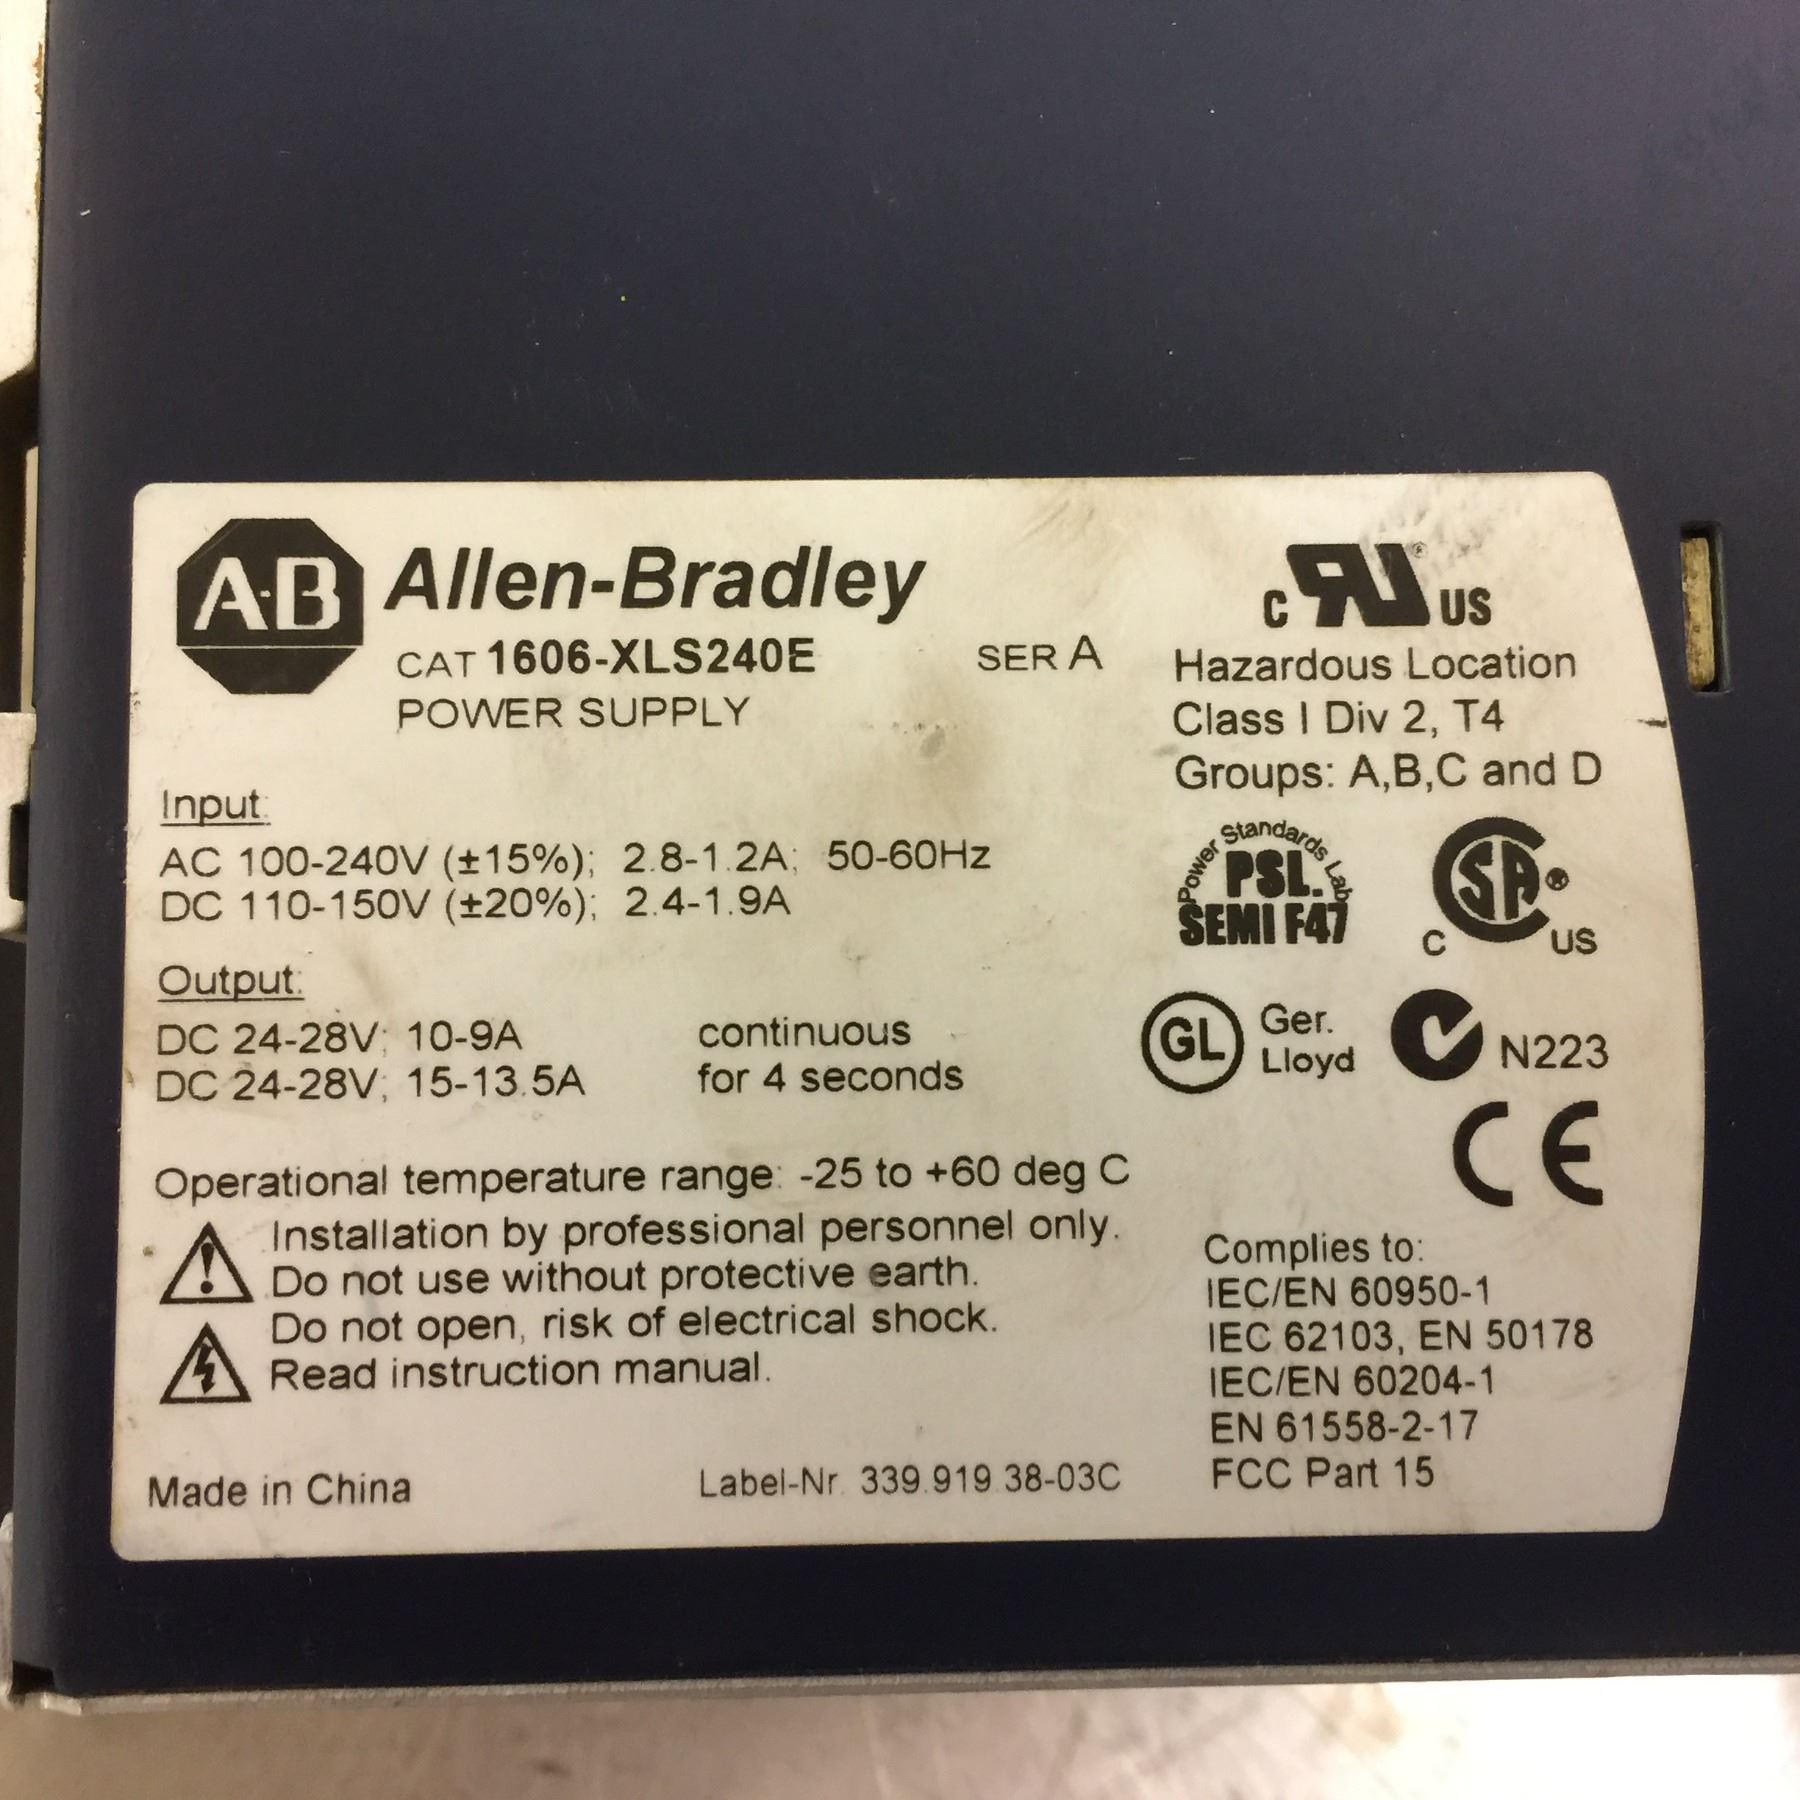 A-B Allen-Bradley
CAT 1606-XLS240E SER A
POWER SUPPLY
Input:
AC 100-240V (±15%); 2.8-1.2A; 50-60Hz
DC 110-150V (±20%); 2.4-1.9A
Output:
DC 24-28V; 10-9A continuous
DC 24-28V; 15-13.5A for 4 seconds
Operational temperature range: -25 to +60 deg C
Installation by professional personnel only.
Do not use without protective earth.
Do not open, risk of electrical shock.
Read instruction manual.
Made in China
Label-Nr. 339.919.38-03C
C RU® US
Hazardous Location
Class I Div 2, T4
Groups: A,B,C and D
Power Standards Lab
PSL.
SEMI F47
C SA® US
GL Ger.
Lloyd
N223
CE
Complies to:
IEC/EN 60950-1
IEC 62103, EN 50178
IEC/EN 60204-1
EN 61558-2-17
FCC Part 15